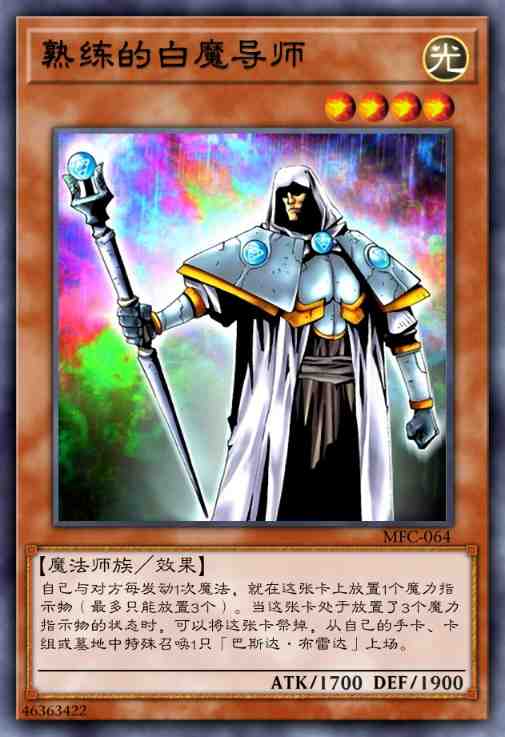 熟练的白魔导师
光
MFC-064
【魔法师族／效果】
自己与对方每发动1次魔法，就在这张卡上放置1个魔力指
示物（最多只能放置3个）。当这张卡处于放置了3个魔力
指示物的状态时，可以将这张卡祭掉，从自己的手卡、卡
组或墓地中特殊召唤1只「巴斯达·布雷达」上场。
ATK/1700 DEF/1900
46363422